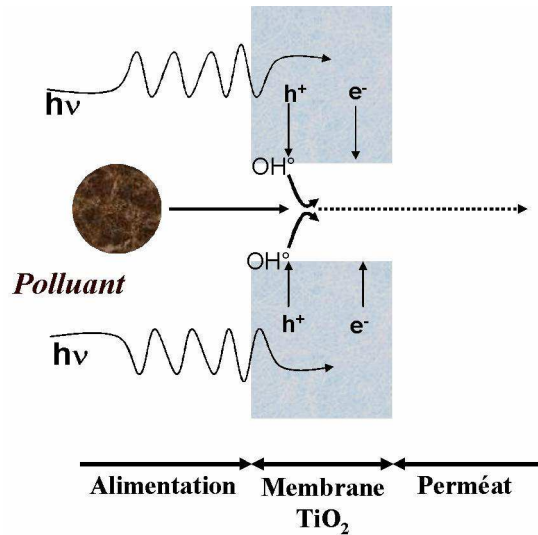 hν
h⁺ e⁻
OH°
Polluant
OH°
h⁺ e⁻
hν
Alimentation Membrane Perméat
TiO₂